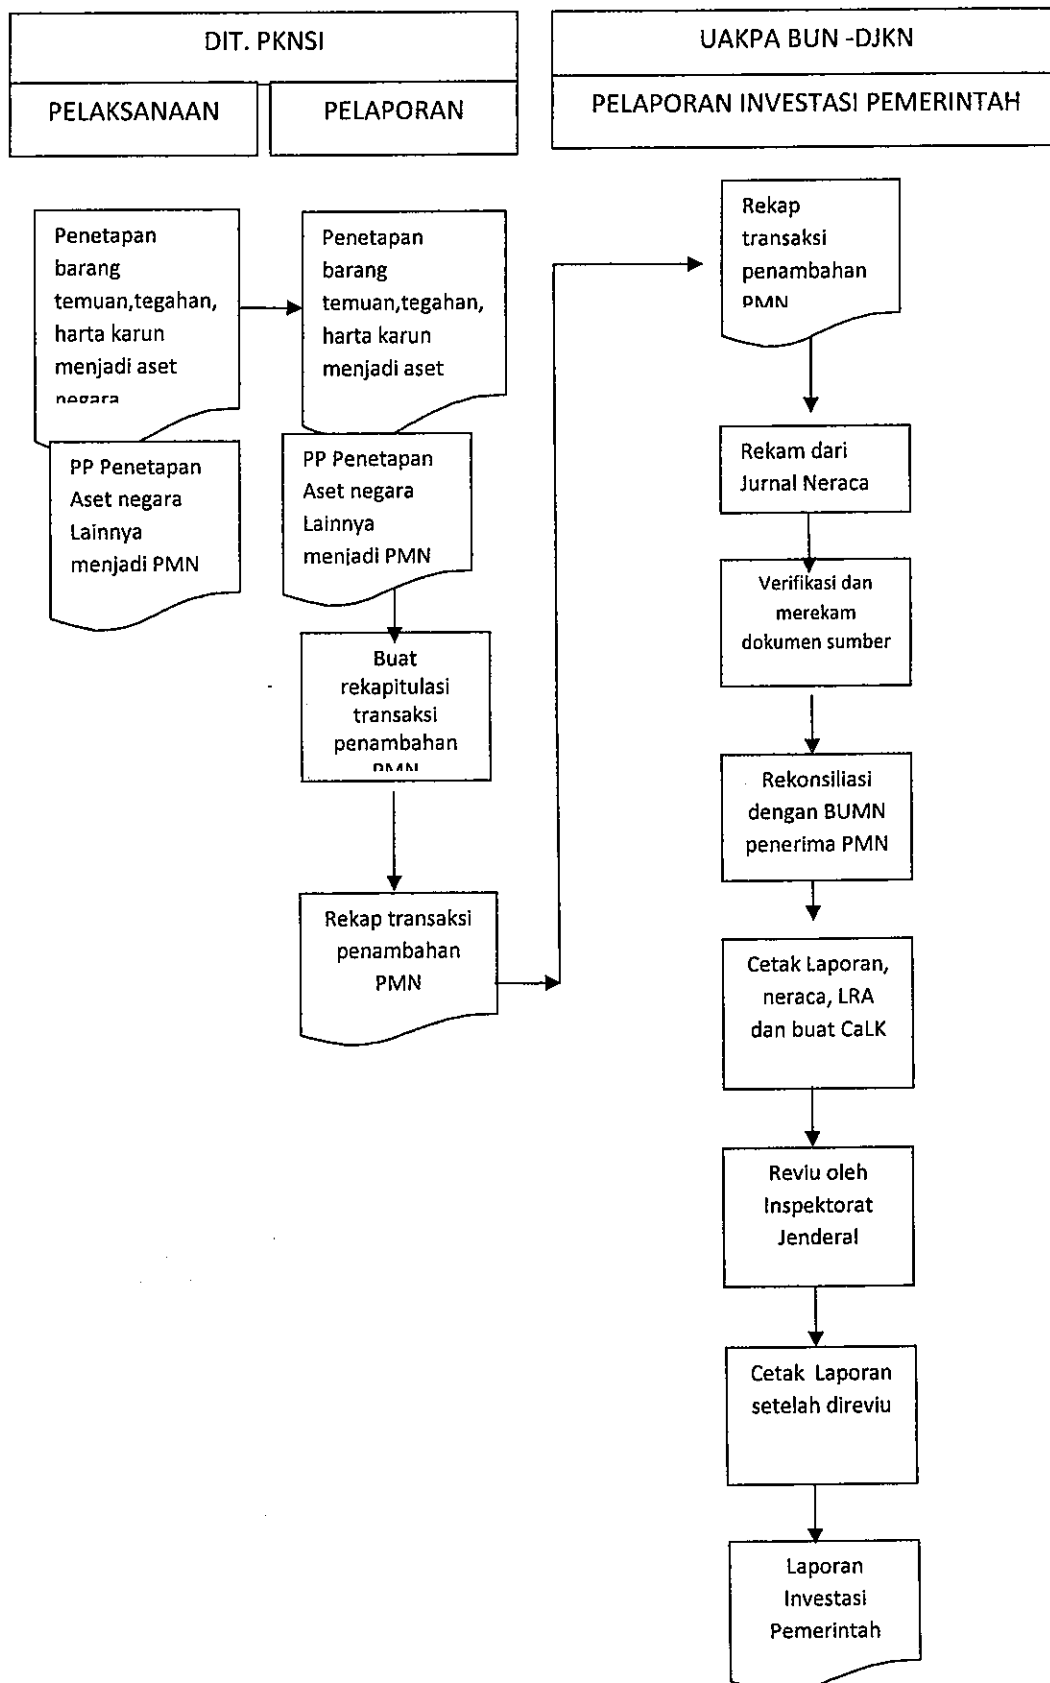 DIT. PKNSI
PELAKSANAAN
PELAPORAN
UAKPA BUN -DJKN
PELAPORAN INVESTASI PEMERINTAH
Penetapan
barang
temuan,tegahan,
harta karun
menjadi aset
negara
PP Penetapan
Aset negara
Lainnya
menjadi PMN
Penetapan
barang
temuan,tegahan,
harta karun
menjadi aset
PP Penetapan
Aset negara
Lainnya
menjadi PMN
Buat
rekapitulasi
transaksi
penambahan
PMN
Rekap transaksi
penambahan
PMN
Rekap
transaksi
penambahan
PMN
Rekam dari
Jurnal Neraca
Verifikasi dan
merekam
dokumen sumber
Rekonsiliasi
dengan BUMN
penerima PMN
Cetak Laporan,
neraca, LRA
dan buat CaLK
Reviu oleh
Inspektorat
Jenderal
Cetak Laporan
setelah direviu
Laporan
Investasi
Pemerintah